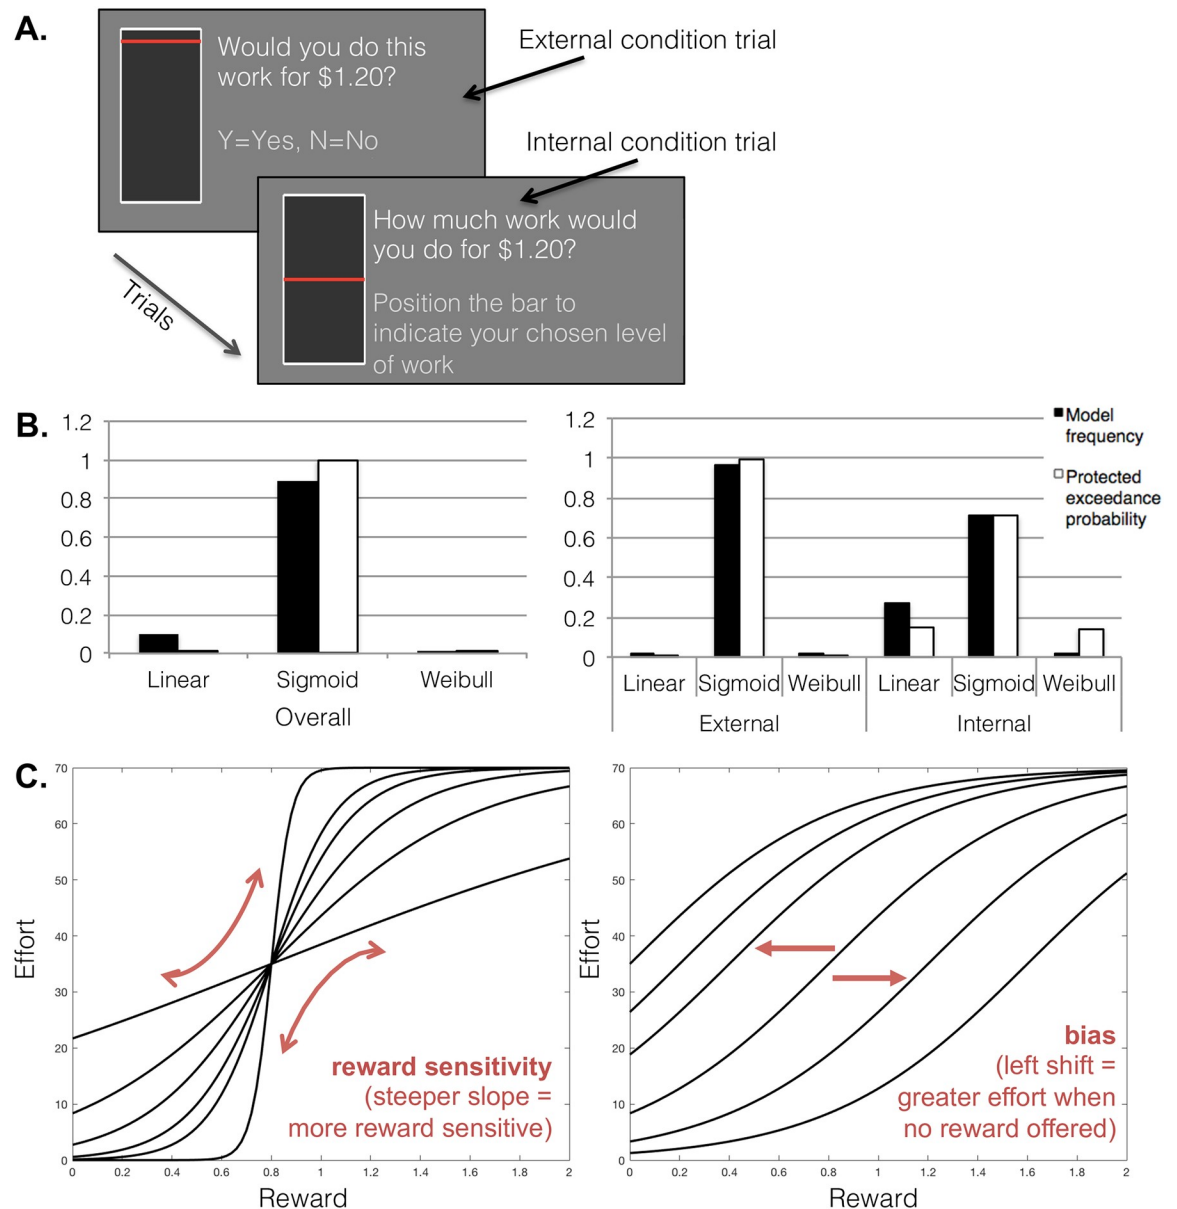 A.
Would you do this
work for $1.20?
Y=Yes, N=No
External condition trial
Internal condition trial
How much work would
you do for $1.20?
Position the bar to
indicate your chosen level
of work
Trials
B.
1.2
1
0.8
0.6
0.4
0.2
0
Linear
Sigmoid
Weibull
Overall
1.2
1
0.8
0.6
0.4
0.2
0
Linear
Sigmoid
Weibull
Linear
Sigmoid
Weibull
External
Internal
Model
frequency
Protected
exceedance
probability
C.
70
60
50
40
30
20
10
0
0 0.2 0.4 0.6 0.8 1 1.2 1.4 1.6 1.8 2
Effort
Reward
reward sensitivity
(steeper slope =
more reward sensitive)
70
60
50
40
30
20
10
0
0 0.2 0.4 0.6 0.8 1 1.2 1.4 1.6 1.8 2
Effort
Reward
bias
(left shift =
greater effort when
no reward offered)